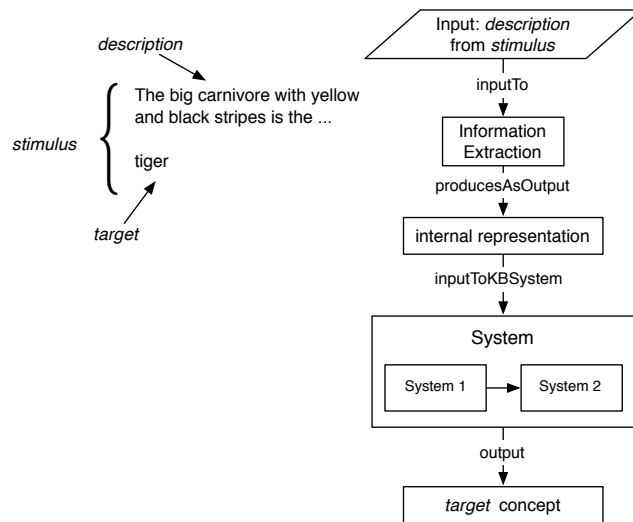 description
The big carnivore with yellow
and black stripes is the ...
stimulus
tiger
target
Input: description
from stimulus
inputTo
Information
Extraction
producesAsOutput
internal representation
inputToKBSystem
System
System 1
System 2
output
target concept